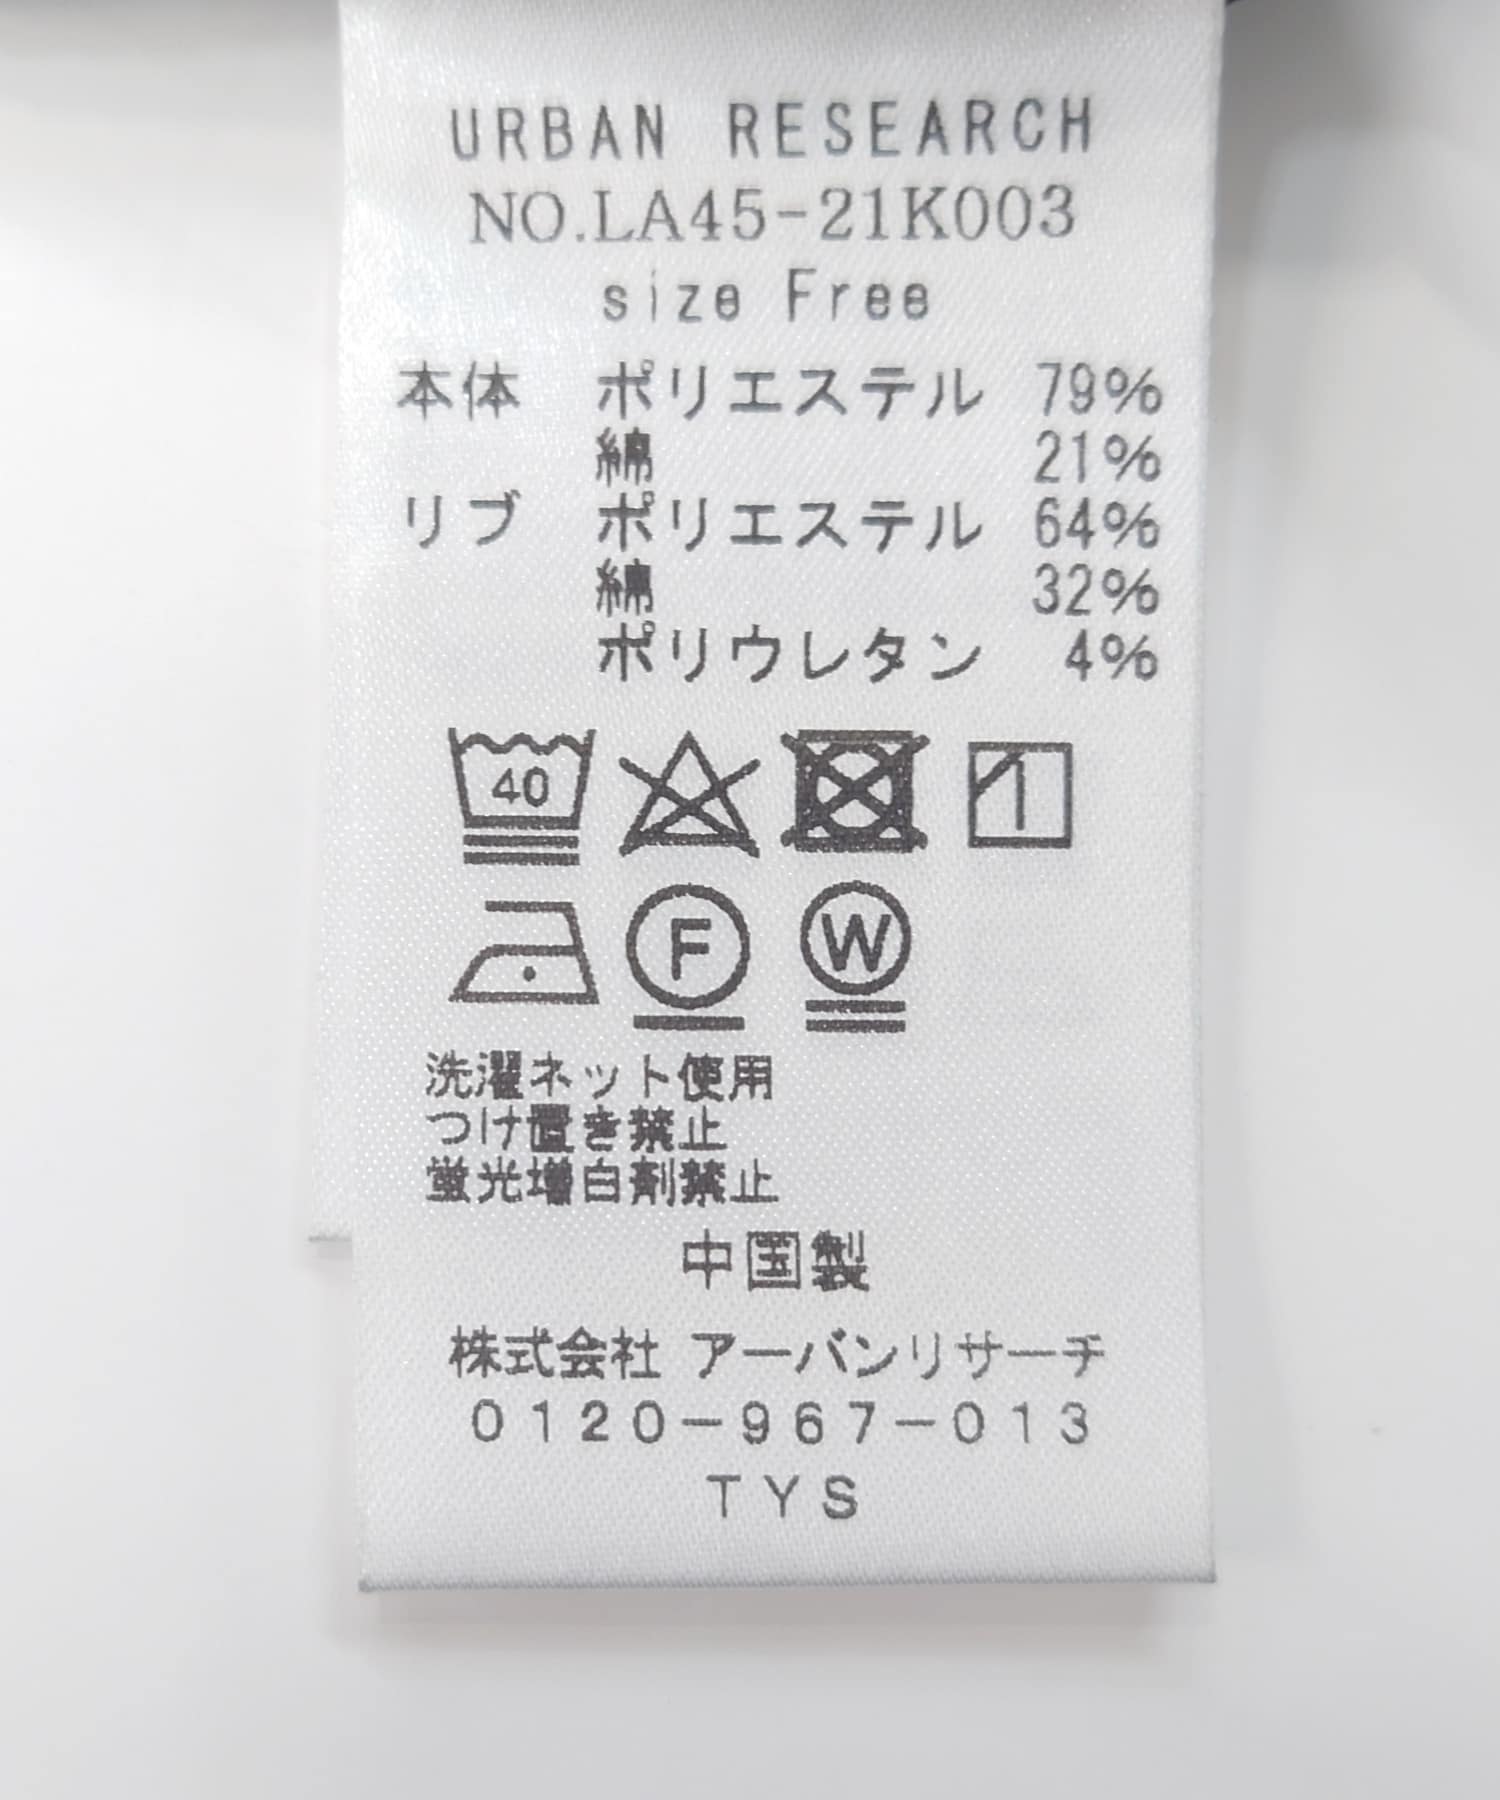 URBAN RESEARCH
NO.LA45-21K003
size Free
本体 ポリエステル 79%
綿 21%
リブ ポリエステル 64%
綿 32%
ポリウレタン 4%
40
F W
洗濯ネット使用
つけ置き禁止
蛍光増白剤禁止
中国製
株式会社 アーバンリサーチ
0120-967-013
TYS